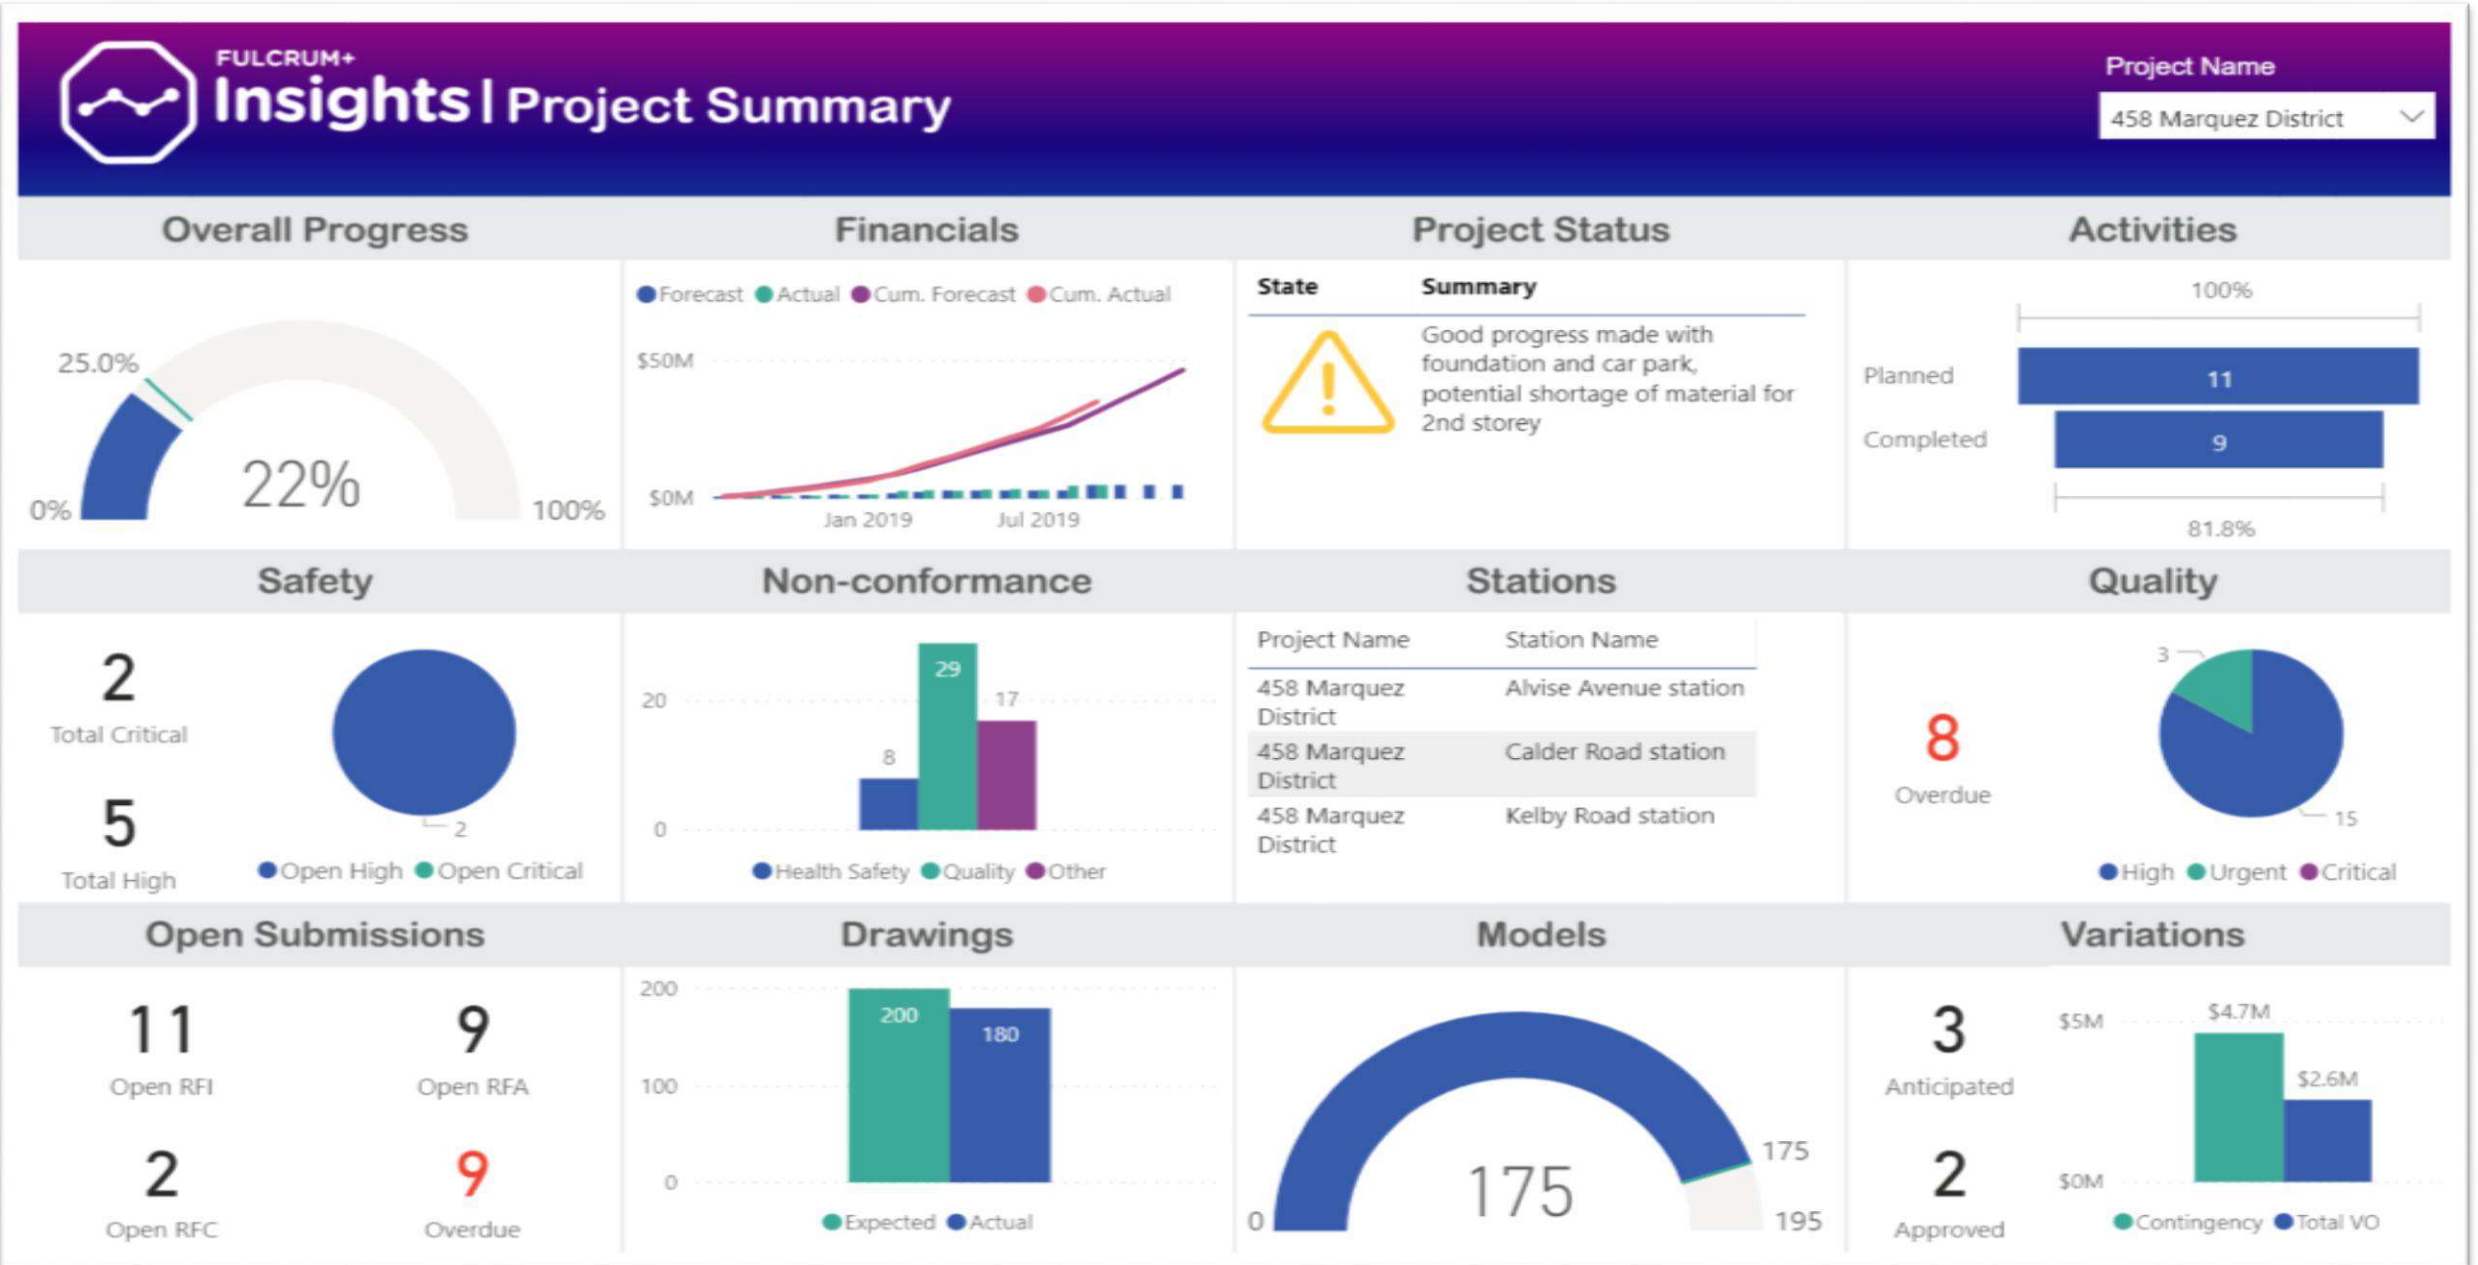 FULCRUM+
Insights | Project Summary
Project Name
458 Marquez District
Overall Progress
25.0%
22%
0%
100%
Financials
Forecast Actual Cum. Forecast Cum. Actual
$50M
$0M
Jan 2019 Jul 2019
Project Status
State Summary
Good progress made with
foundation and car park,
potential shortage of material for
2nd storey
Activities
100%
Planned 11
Completed 9
81.8%
Safety
2
Total Critical
5
Total High
2
Open High Open Critical
Non-conformance
20
0
8
29
17
Health Safety Quality Other
Stations
Project Name Station Name
458 Marquez Alvise Avenue station
District
458 Marquez Calder Road station
District
458 Marquez Kelby Road station
District
Quality
8
Overdue
3
15
High Urgent Critical
Open Submissions
11
Open RFI
9
Open RFA
2
Open RFC
9
Overdue
Drawings
200
100
0
200
180
Expected Actual
Models
175
0
175
195
Variations
3
Anticipated
2
Approved
$5M
$0M
$4.7M
$2.6M
Contingency Total VO